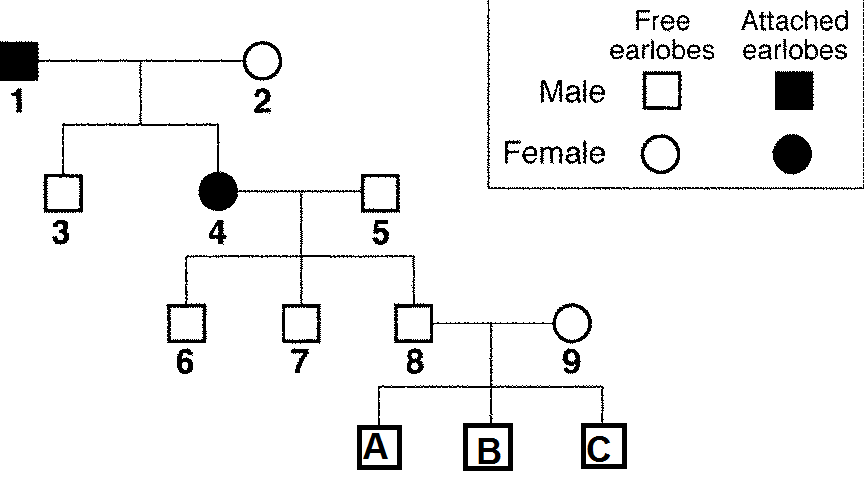 Free Attached
earlobes earlobes
Male
Female
1 2
3 4 5
6 7 8 9
A B C